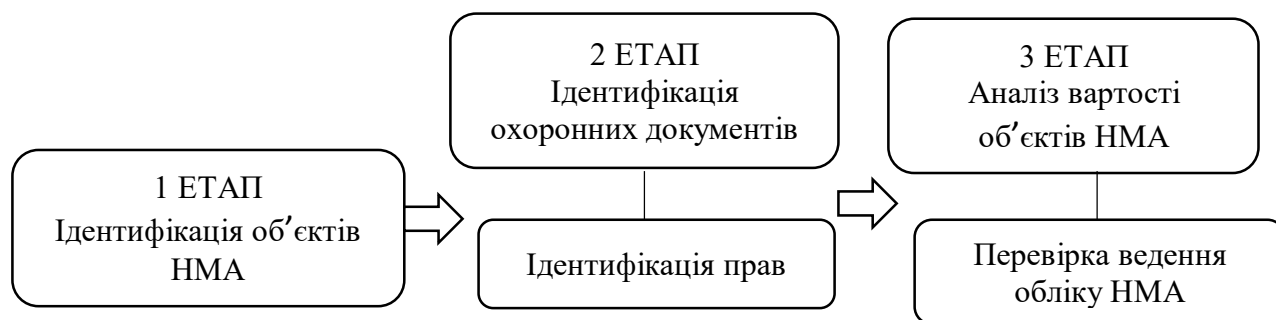 1 ЕТАП
Ідентифікація об’єктів
НМА
2 ЕТАП
Ідентифікація
охоронних документів
Ідентифікація прав
3 ЕТАП
Аналіз вартості
об’єктів НМА
Перевірка ведення
обліку НМА